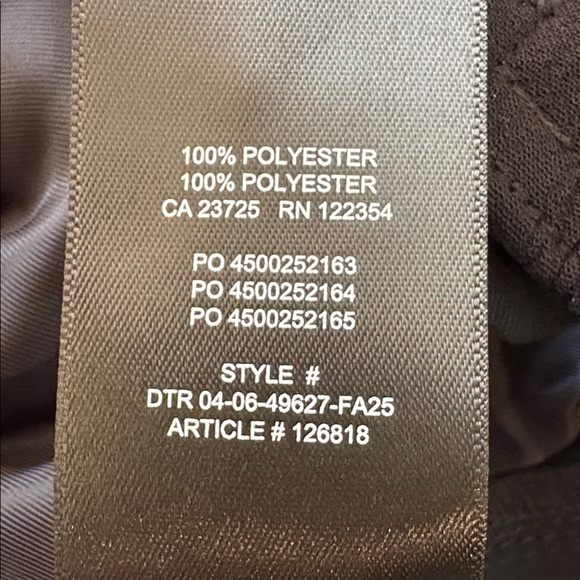 100% POLYESTER
100% POLYESTER
CA 23725 RN 122354
PO 4500252163
PO 4500252164
PO 4500252165
STYLE #
DTR 04-06-49627-FA25
ARTICLE # 126818